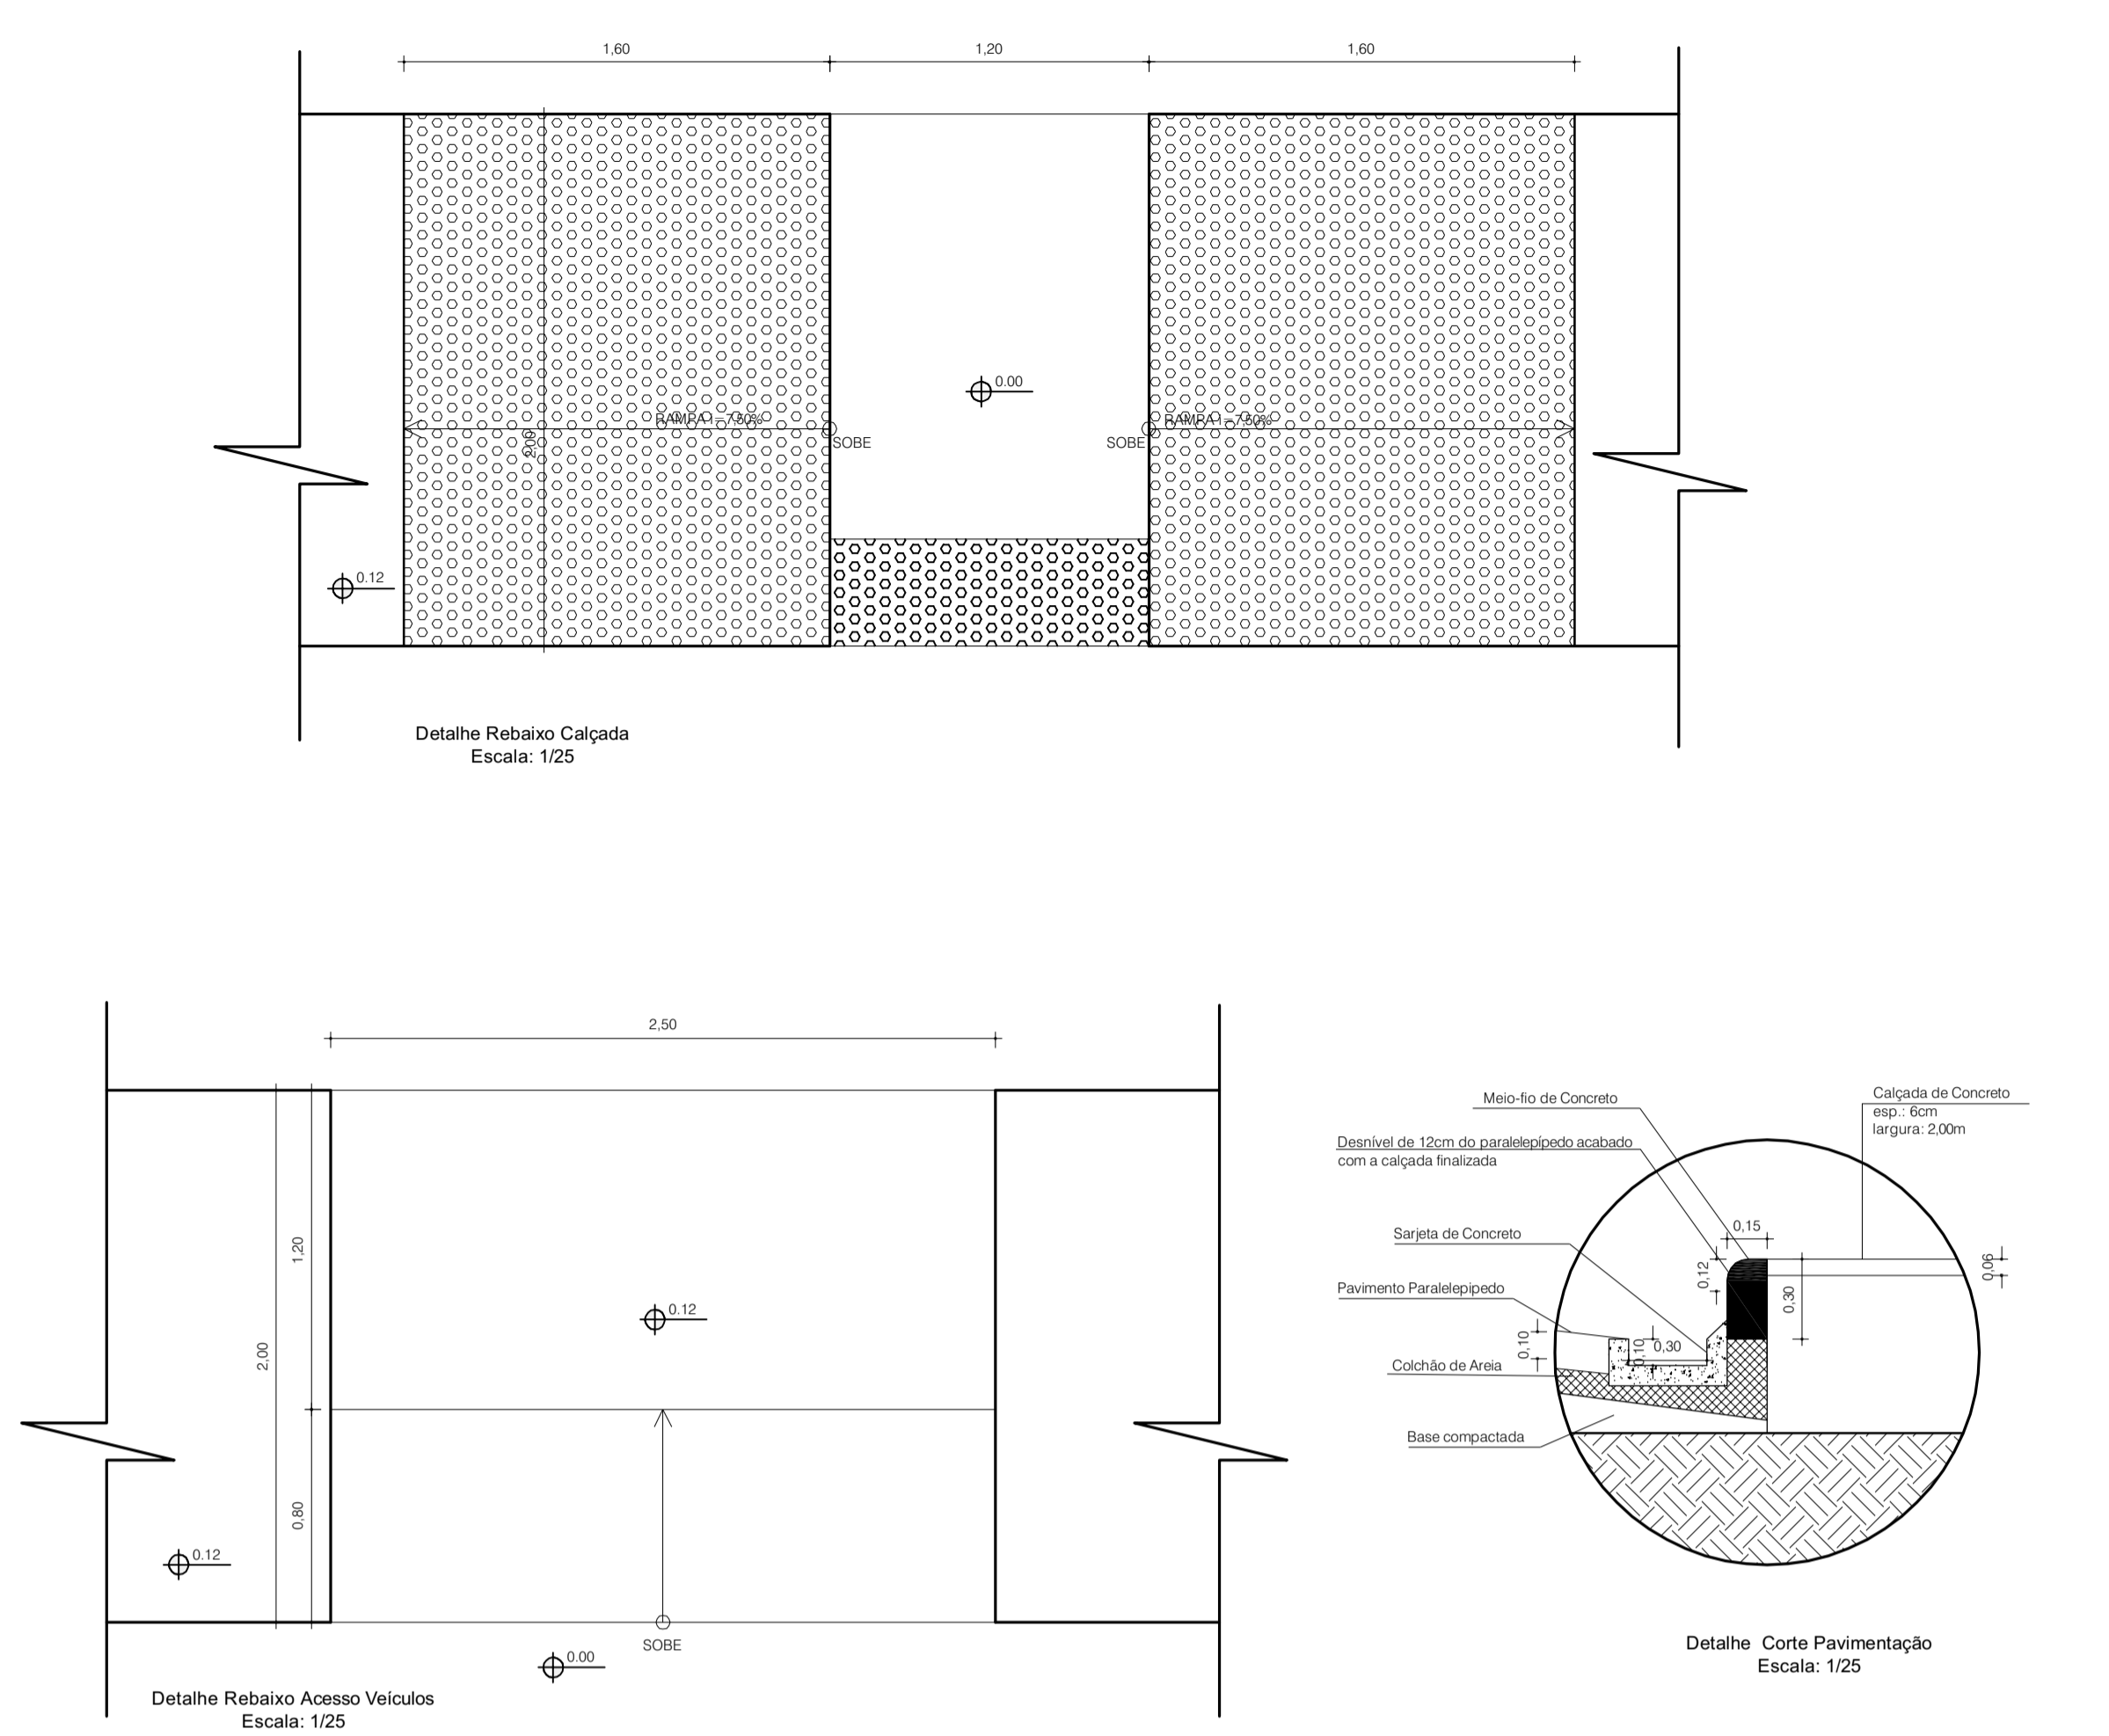 1,60
1,20
1,60
0.00
RAMPA i=7,50%
RAMPA i=7,50%
SOBE
SOBE
2,00
0.12
Detalhe Rebaixo Calçada
Escala: 1/25
2,50
1,20
0.12
2,00
0,80
0.12
SOBE
0.00
Detalhe Rebaixo Acesso Veículos
Escala: 1/25
Meio-fio de Concreto
Calçada de Concreto
esp.: 6cm
largura: 2,00m
Desnível de 12cm do paralelepípedo acabado
com a calçada finalizada
Sarjeta de Concreto
0,15
0,12
0,06
0,30
Pavimento Paralelepipedo
0,10
0,10
0,30
Colchão de Areia
Base compactada
Detalhe Corte Pavimentação
Escala: 1/25